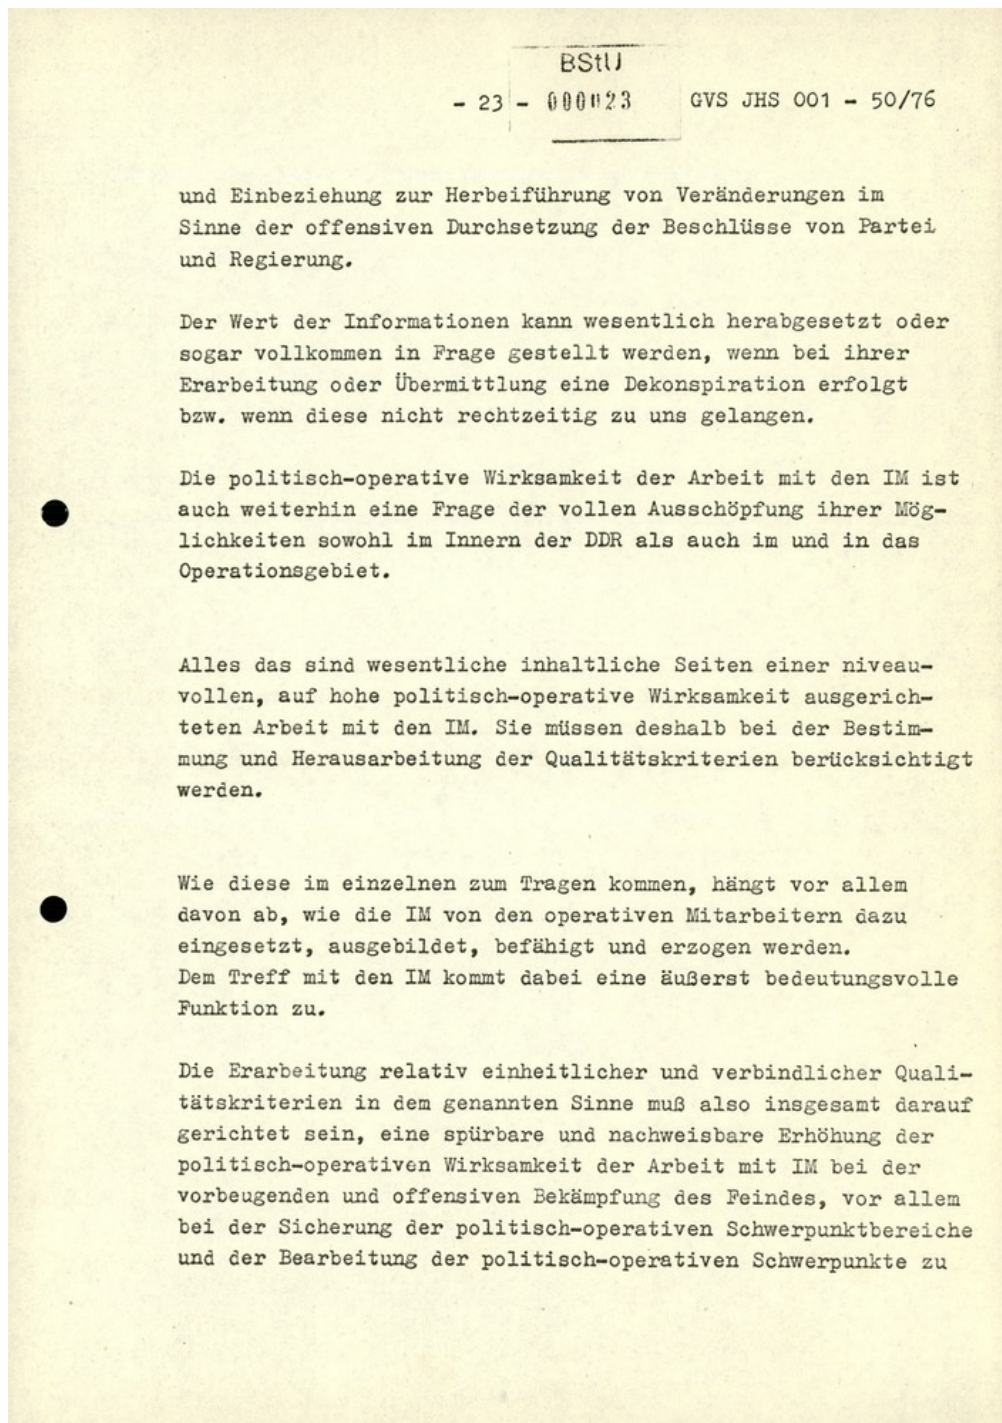 BStU
- 23 - 000023 GVS JHS 001 - 50/76
und Einbeziehung zur Herbeiführung von Veränderungen im
Sinne der offensiven Durchsetzung der Beschlüsse von Partei
und Regierung.
Der Wert der Informationen kann wesentlich herabgesetzt oder
sogar vollkommen in Frage gestellt werden, wenn bei ihrer
Erarbeitung oder Übermittlung eine Dekonspiration erfolgt
bzw. wenn diese nicht rechtzeitig zu uns gelangen.
Die politisch-operative Wirksamkeit der Arbeit mit den IM ist
auch weiterhin eine Frage der vollen Ausschöpfung ihrer Mög-
lichkeiten sowohl im Innern der DDR als auch im und in das
Operationsgebiet.
Alles das sind wesentliche inhaltliche Seiten einer niveau-
vollen, auf hohe politisch-operative Wirksamkeit ausgerich-
teten Arbeit mit den IM. Sie müssen deshalb bei der Bestim-
mung und Herausarbeitung der Qualitätskriterien berücksichtigt
werden.
Wie diese im einzelnen zum Tragen kommen, hängt vor allem
davon ab, wie die IM von den operativen Mitarbeitern dazu
eingesetzt, ausgebildet, befähigt und erzogen werden.
Dem Treff mit den IM kommt dabei eine äußerst bedeutungsvolle
Funktion zu.
Die Erarbeitung relativ einheitlicher und verbindlicher Quali-
tätskriterien in dem genannten Sinne muß also insgesamt darauf
gerichtet sein, eine spürbare und nachweisbare Erhöhung der
politisch-operativen Wirksamkeit der Arbeit mit IM bei der
vorbeugenden und offensiven Bekämpfung des Feindes, vor allem
bei der Sicherung der politisch-operativen Schwerpunktbereiche
und der Bearbeitung der politisch-operativen Schwerpunkte zu